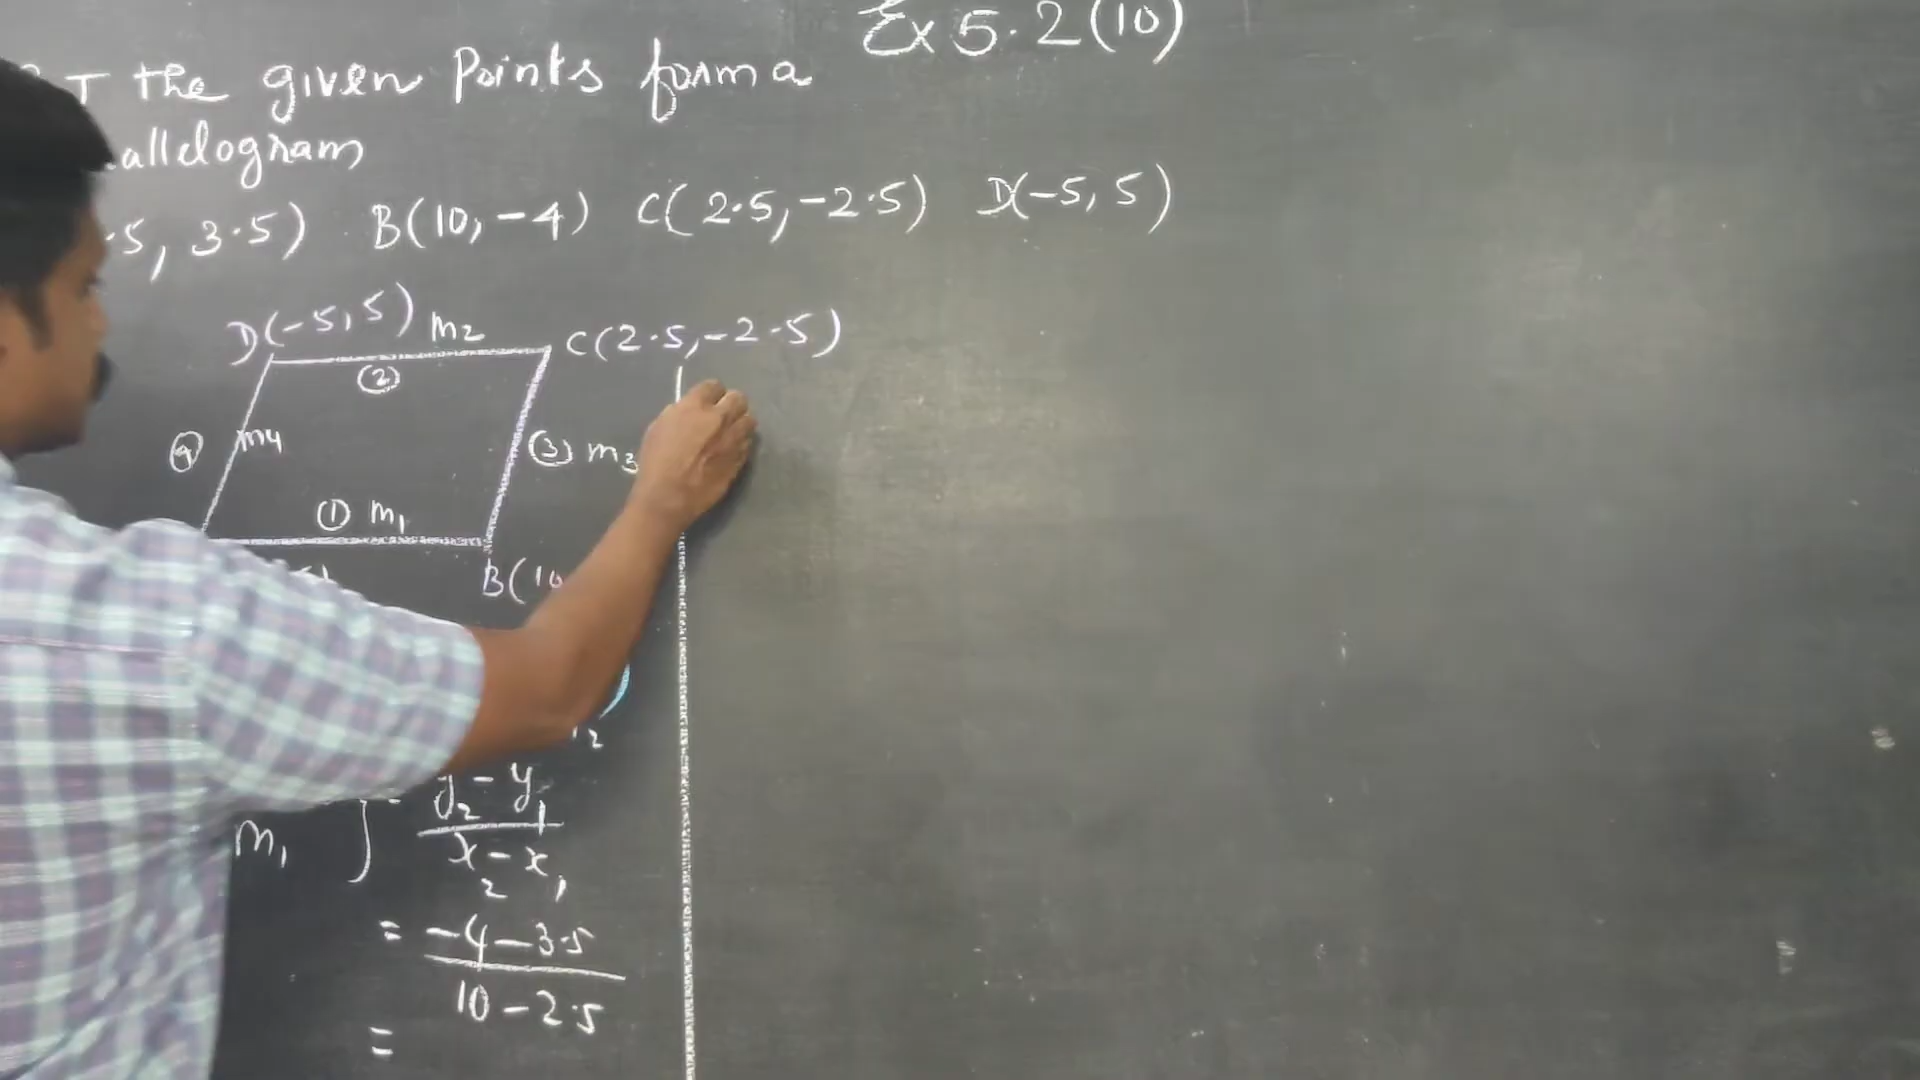 Ex 5.2(10)
T the given Points form a
allelogram
.5, 3.5) B(10, -4) C(2.5, -2.5) D(-5, 5)
D(-5, 5) m2 C(2.5, -2.5)
(2)
(4) m4 (3) m3
(1) m1
B(10
y2 - y1
m1 } =
x2 - x1
= -4 - 3.5
10 - 2.5
=